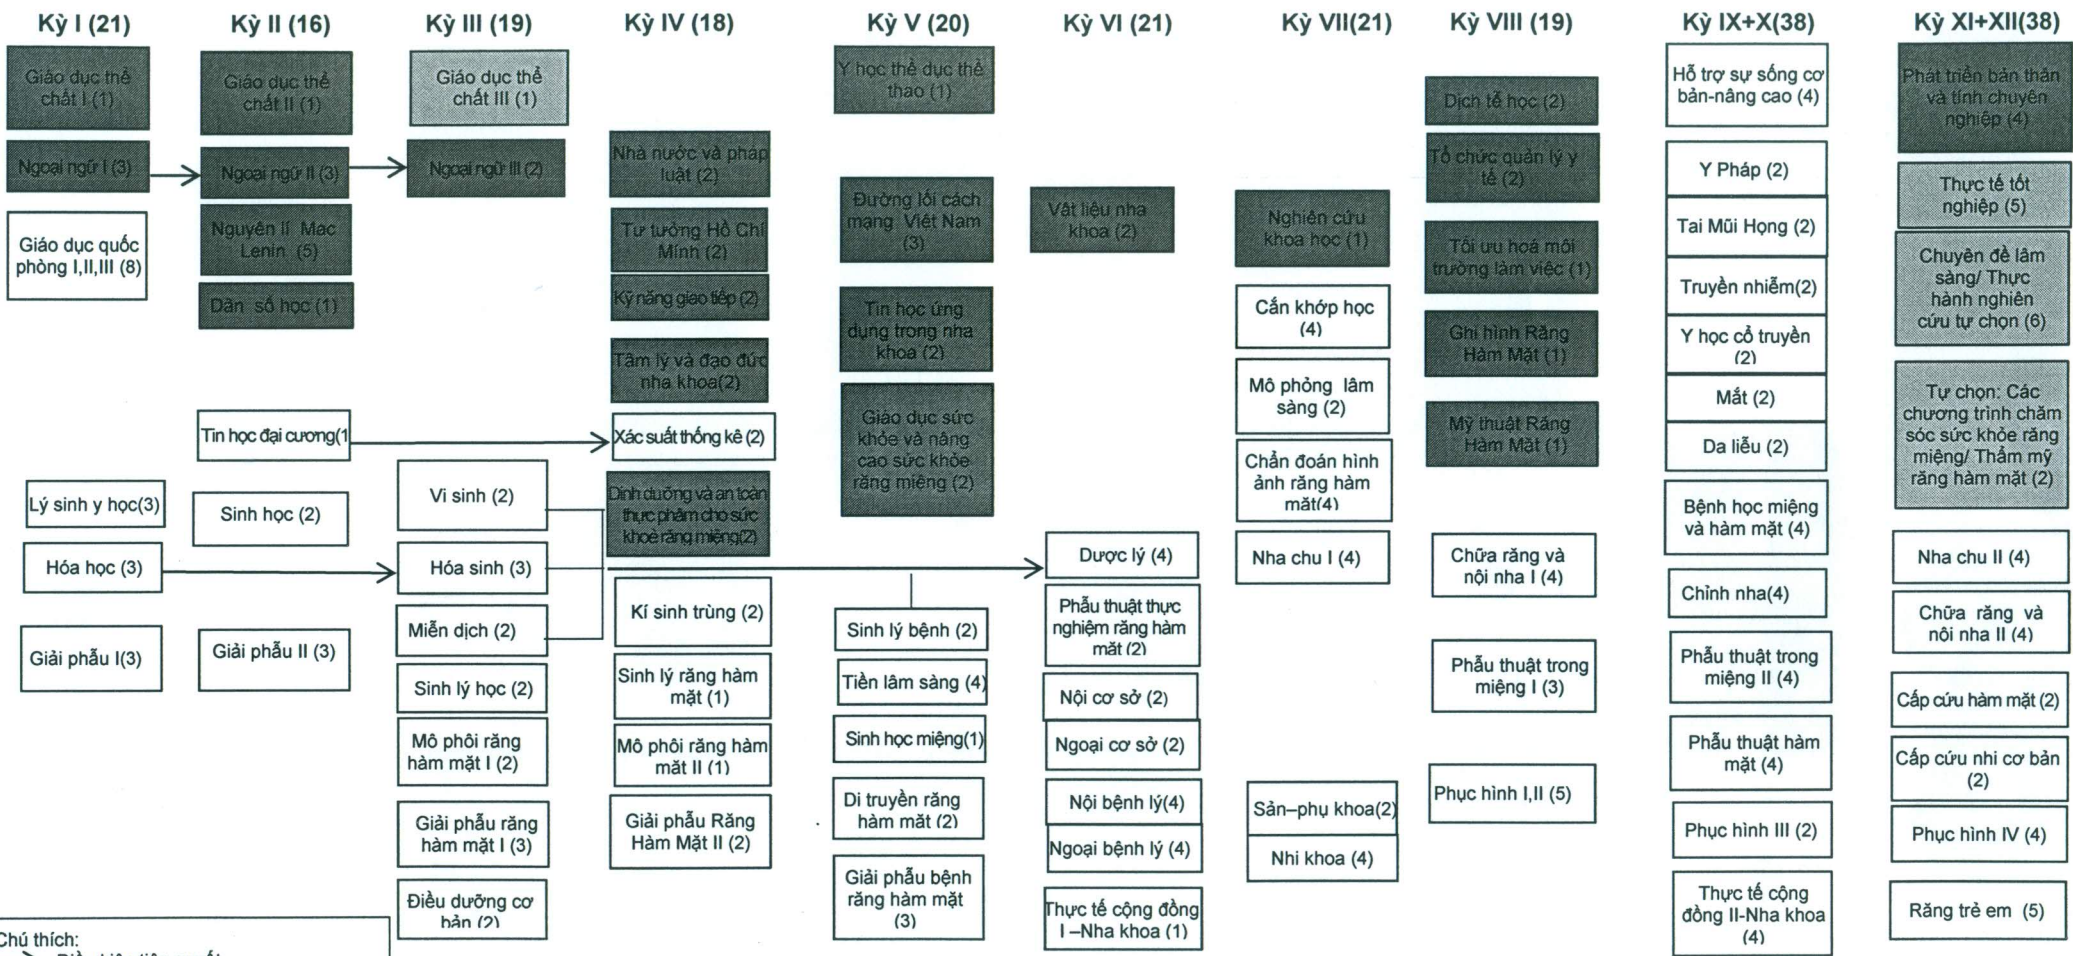 Kỳ I (21)
Kỳ II (16)
Kỳ III (19)
Kỳ IV (18)
Kỳ V (20)
Kỳ VI (21)
Kỳ VII(21)
Kỳ VIII (19)
Kỳ IX+X(38)
Kỳ XI+XII(38)
Giáo dục thể
chất I (1)
Ngoại ngữ I (3)
Giáo dục quốc
phòng I,II,III (8)
Lý sinh y học(3)
Hóa học (3)
Giải phẫu I(3)
Giáo dục thể
chất II (1)
Ngoại ngữ II (3)
Nguyên lí Mac
Lenin (5)
Dân số học (1)
Tin học đại cương(1
Sinh học (2)
Giải phẫu II (3)
Giáo dục thể
chất III (1)
Ngoại ngữ III (2)
Vi sinh (2)
Hóa sinh (3)
Miễn dịch (2)
Sinh lý học (2)
Mô phôi răng
hàm mặt I (2)
Giải phẫu răng
hàm mặt I (3)
Điều dưỡng cơ
bản (2)
Nhà nước và pháp
luật (2)
Tư tưởng Hồ Chí
Minh (2)
Kỹ năng giao tiếp (2)
Tâm lý và đạo đức
nha khoa(2)
Xác suất thống kê (2)
Dinh dưỡng và an toàn
thực phẩm cho sức
khoẻ răng miệng(2)
Kí sinh trùng (2)
Sinh lý răng hàm
mặt (1)
Mô phôi răng hàm
mặt II (1)
Giải phẫu Răng
Hàm Mặt II (2)
Y học thể dục thể
thao (1)
Đường lối cách
mạng Việt Nam
(3)
Tin học ứng
dụng trong nha
khoa (2)
Giáo dục sức
khỏe và nâng
cao sức khỏe
răng miệng (2)
Sinh lý bệnh (2)
Tiền lâm sàng (4)
Sinh học miệng(1)
Di truyền răng
hàm mặt (2)
Giải phẫu bệnh
răng hàm mặt
(3)
Vật liệu nha
khoa (2)
Dược lý (4)
Phẫu thuật thực
nghiệm răng hàm
mặt (2)
Nội cơ sở (2)
Ngoại cơ sở (2)
Nội bệnh lý(4)
Ngoại bệnh lý (4)
Thực tế cộng đồng
I –Nha khoa (1)
Nghiên cứu
khoa học (1)
Cắn khớp học
(4)
Mô phỏng lâm
sàng (2)
Chẩn đoán hình
ảnh răng hàm
mặt(4)
Nha chu I (4)
Sản–phụ khoa(2)
Nhi khoa (4)
Dịch tễ học (2)
Tổ chức quản lý y
tế (2)
Tối ưu hoá môi
trường làm việc (1)
Ghi hình Răng
Hàm Mặt (1)
Mỹ thuật Răng
Hàm Mặt (1)
Chữa răng và
nội nha I (4)
Phẫu thuật trong
miệng I (3)
Phục hình I,II (5)
Hỗ trợ sự sống cơ
bản-nâng cao (4)
Y Pháp (2)
Tai Mũi Họng (2)
Truyền nhiễm(2)
Y học cổ truyền
(2)
Mắt (2)
Da liễu (2)
Bệnh học miệng
và hàm mặt (4)
Chỉnh nha(4)
Phẫu thuật trong
miệng II (4)
Phẫu thuật hàm
mặt (4)
Phục hình III (2)
Thực tế cộng
đồng II-Nha khoa
(4)
Phát triển bản thân
và tính chuyên
nghiệp (4)
Thực tế tốt
nghiệp (5)
Chuyên đề lâm
sàng/ Thực
hành nghiên
cứu tự chọn (6)
Tự chọn: Các
chương trình chăm
sóc sức khỏe răng
miệng/ Thẩm mỹ
răng hàm mặt (2)
Nha chu II (4)
Chữa răng và
nội nha II (4)
Cấp cứu hàm mặt (2)
Cấp cứu nhi cơ bản
(2)
Phục hình IV (4)
Răng trẻ em (5)
Chú thích: